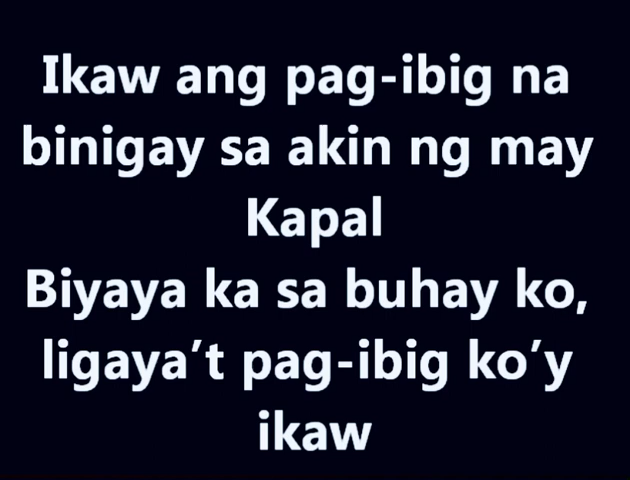 Ikaw ang pag-ibig na
binigay sa akin ng may
Kapal
Biyaya ka sa buhay ko,
ligaya’t pag-ibig ko’y
ikaw